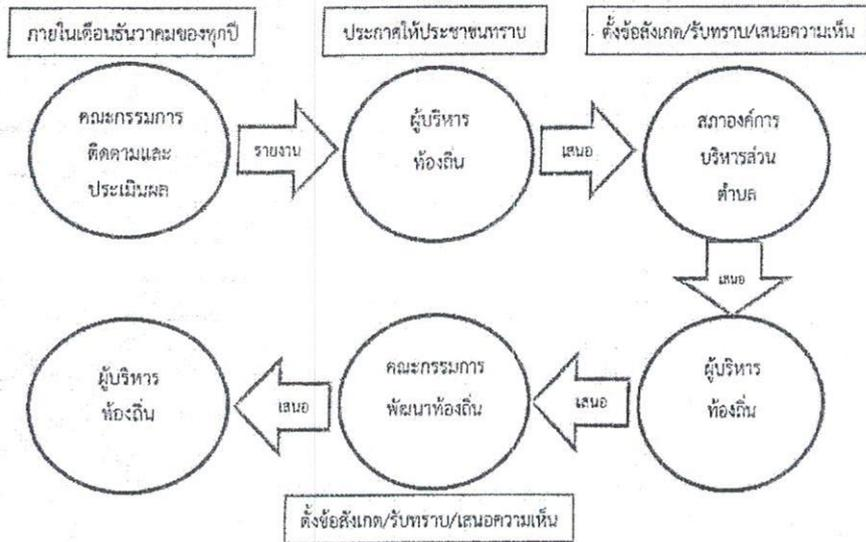 ภายในเดือนธันวาคมของทุกปี
ประกาศให้ประชาชนทราบ
ตั้งข้อสังเกต/รับทราบ/เสนอความเห็น
คณะกรรมการ
ติดตามและ
ประเมินผล
รายงาน
ผู้บริหาร
ท้องถิ่น
เสนอ
สภาองค์การ
บริหารส่วน
ตำบล
เสนอ
ผู้บริหาร
ท้องถิ่น
เสนอ
คณะกรรมการ
พัฒนาท้องถิ่น
เสนอ
ผู้บริหาร
ท้องถิ่น
ตั้งข้อสังเกต/รับทราบ/เสนอความเห็น